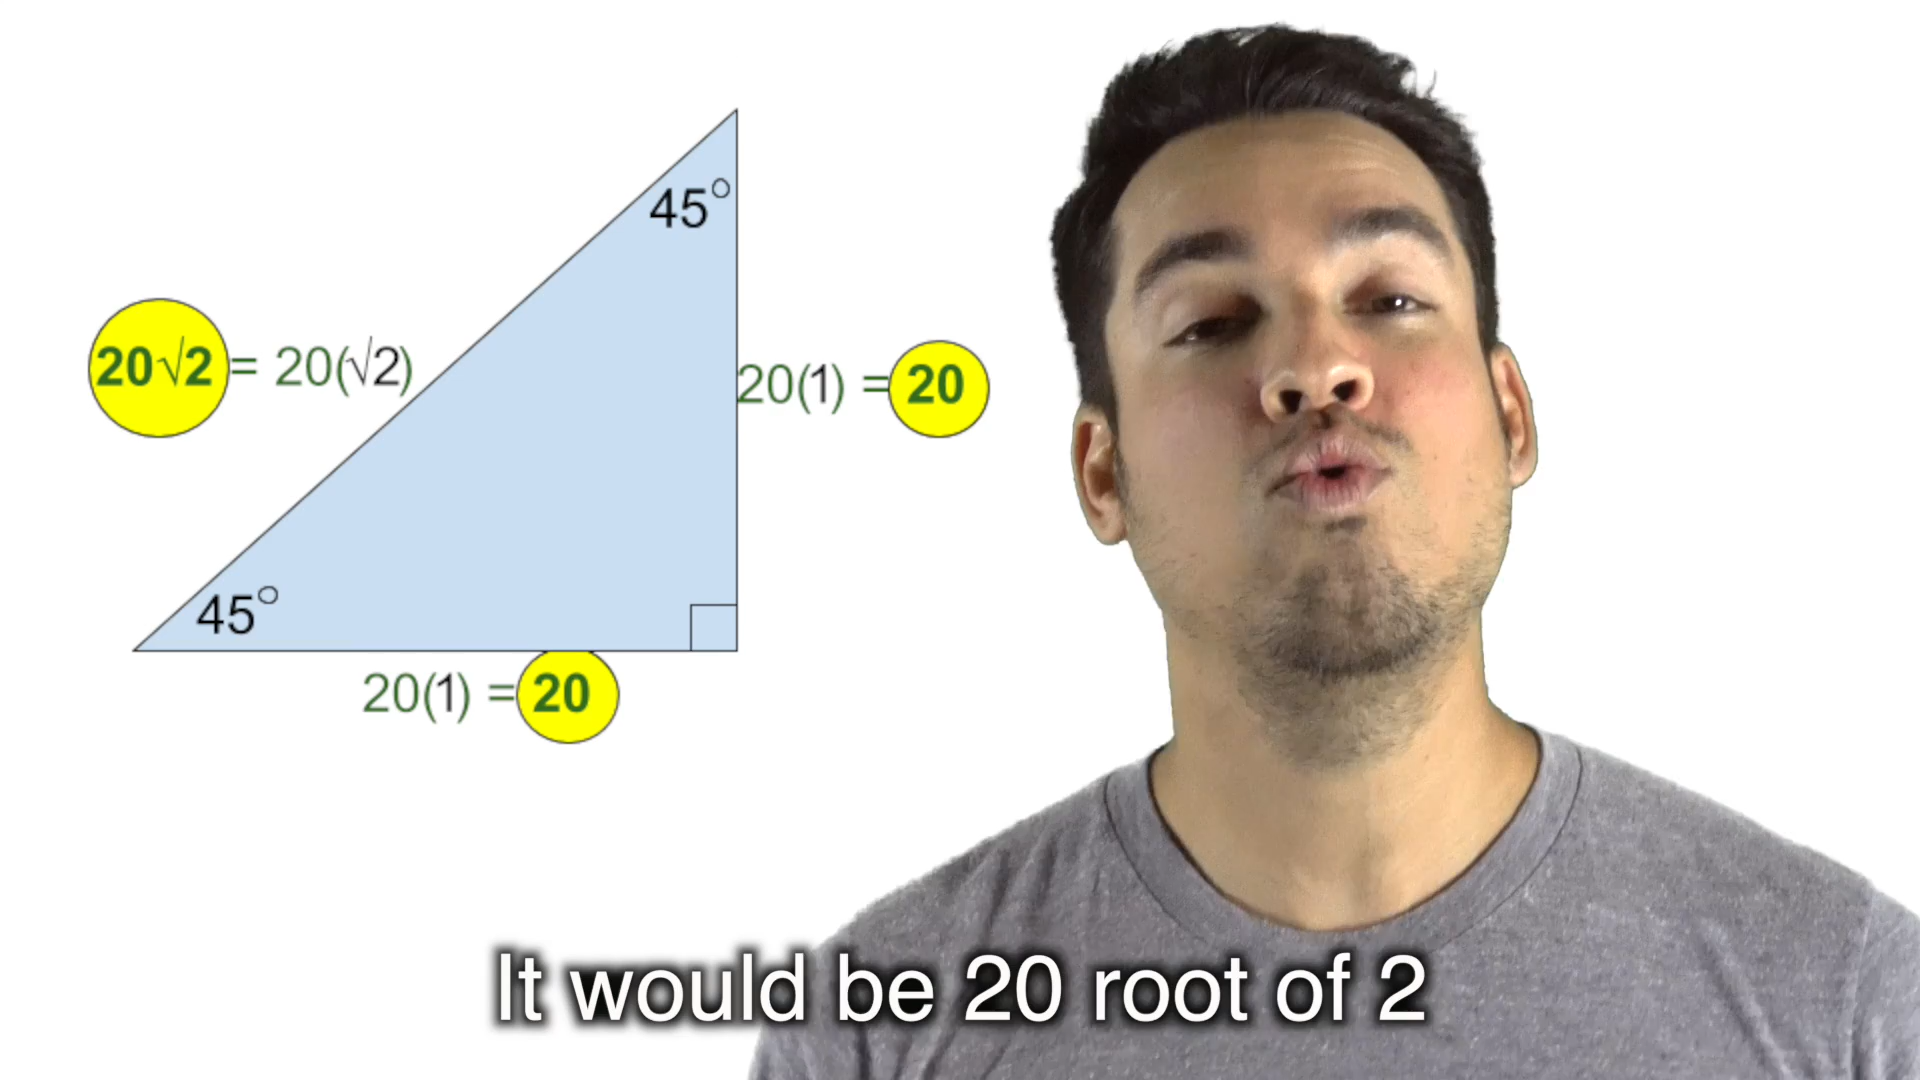 45°
20√2 = 20(√2)
20(1) = 20
45°
20(1) = 20
It would be 20 root of 2